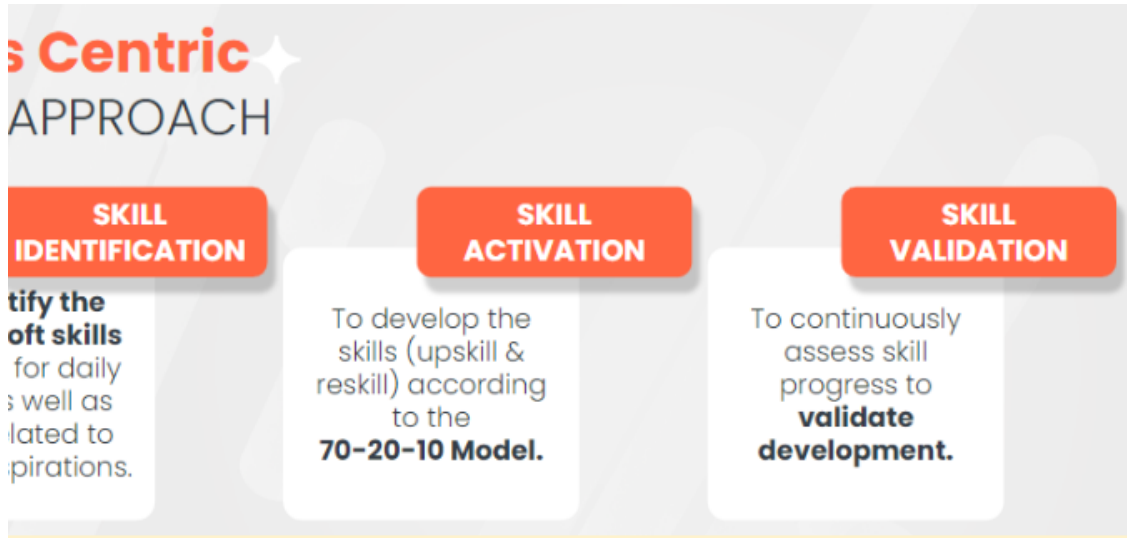 s Centric
APPROACH
SKILL
IDENTIFICATION
tify the
oft skills
for daily
s well as
lated to
pirations.
SKILL
ACTIVATION
To develop the
skills (upskill &
reskill) according
to the
70-20-10 Model.
SKILL
VALIDATION
To continuously
assess skill
progress to
validate
development.